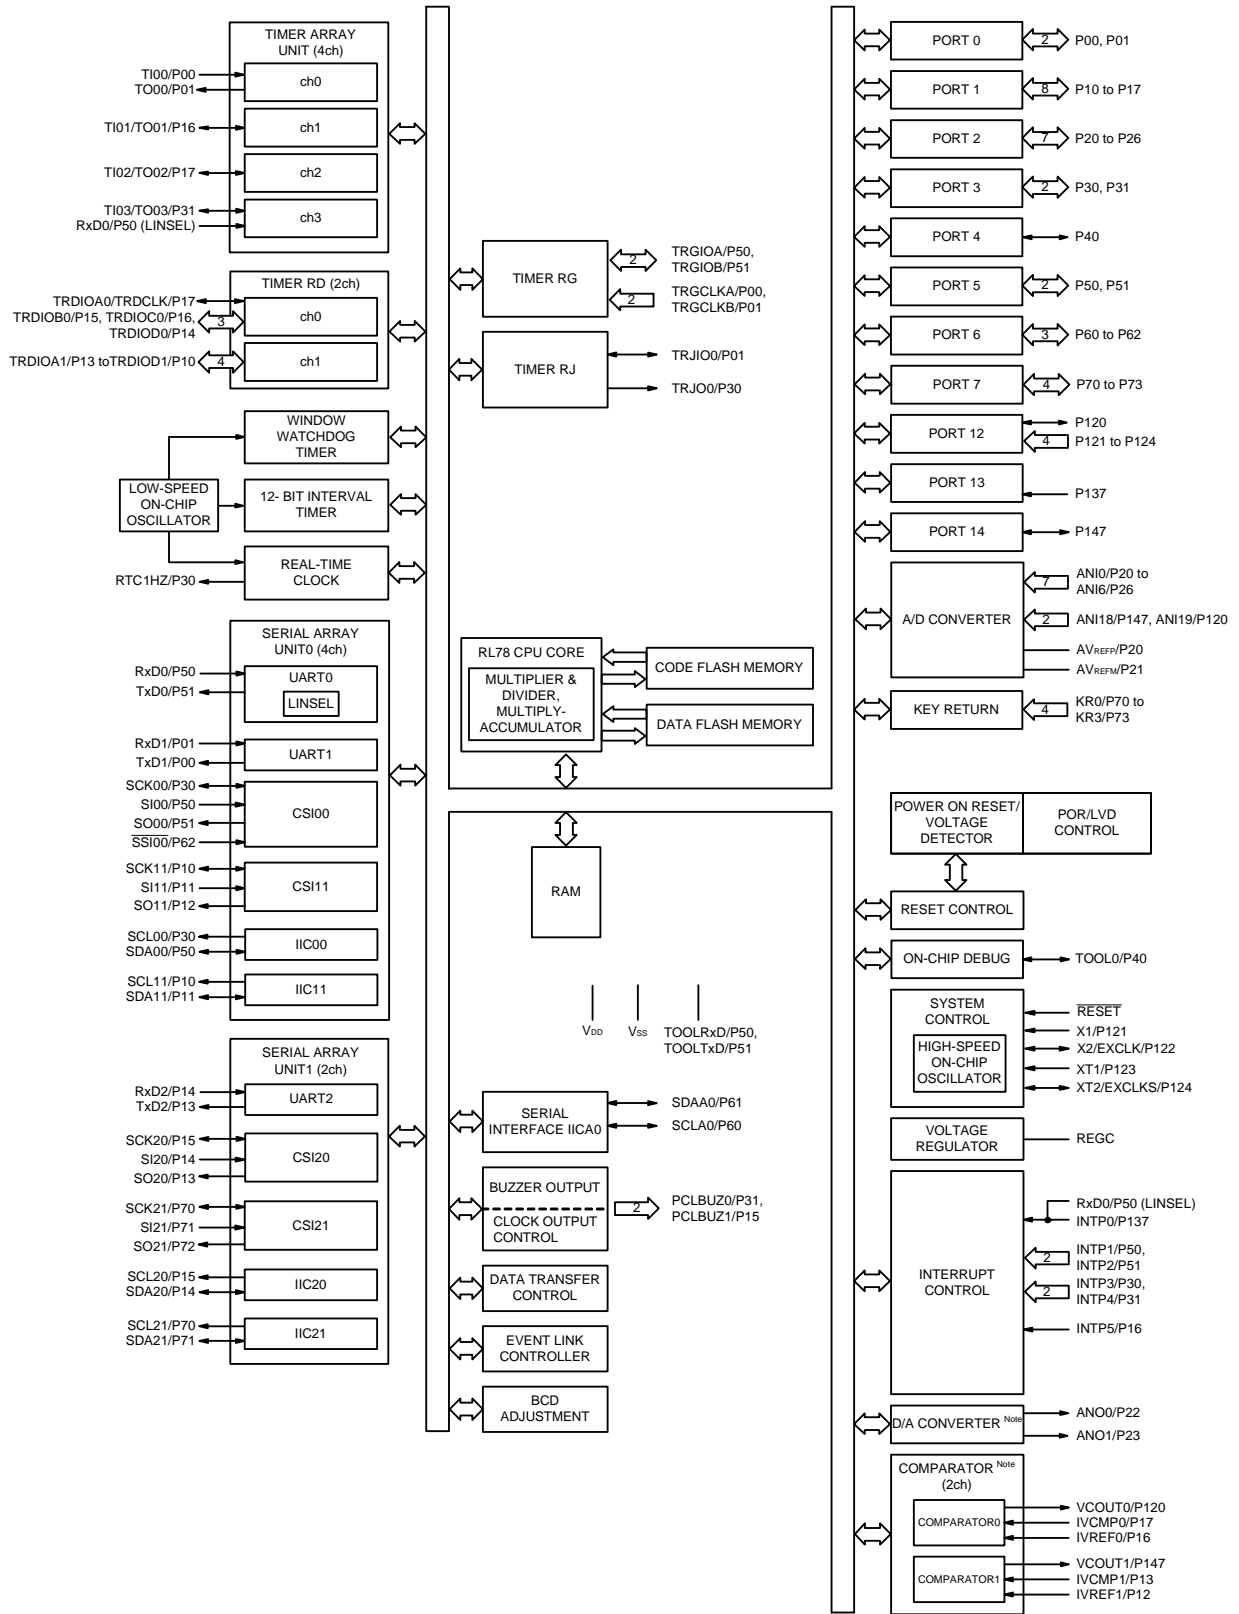 TIMER ARRAY
UNIT (4ch)
TI00/P00
TO00/P01
ch0
TI01/TO01/P16
ch1
TI02/TO02/P17
ch2
TI03/TO03/P31
RxD0/P50 (LINSEL)
ch3
TIMER RD (2ch)
TRDIOA0/TRDCLK/P17
TRDIOB0/P15, TRDIOC0/P16,
TRDIOD0/P14
3
ch0
TRDIOA1/P13 toTRDIOD1/P10
4
ch1
WINDOW
WATCHDOG
TIMER
LOW-SPEED
ON-CHIP
OSCILLATOR
12- BIT INTERVAL
TIMER
RTC1HZ/P30
REAL-TIME
CLOCK
SERIAL ARRAY
UNIT0 (4ch)
RxD0/P50
TxD0/P51
UART0
LINSEL
RxD1/P01
TxD1/P00
UART1
SCK00/P30
SI00/P50
SO00/P51
SSI00/P62
CSI00
SCK11/P10
SI11/P11
SO11/P12
CSI11
SCL00/P30
SDA00/P50
IIC00
SCL11/P10
SDA11/P11
IIC11
SERIAL ARRAY
UNIT1 (2ch)
RxD2/P14
TxD2/P13
UART2
SCK20/P15
SI20/P14
SO20/P13
CSI20
SCK21/P70
SI21/P71
SO21/P72
CSI21
SCL20/P15
SDA20/P14
IIC20
SCL21/P70
SDA21/P71
IIC21
TIMER RG
2
TRGIOA/P50,
TRGIOB/P51
2
TRGCLKA/P00,
TRGCLKB/P01
TIMER RJ
TRJIO0/P01
TRJO0/P30
RL78 CPU CORE
MULTIPLIER &
DIVIDER,
MULTIPLY-
ACCUMULATOR
CODE FLASH MEMORY
DATA FLASH MEMORY
RAM
VDD
VSS
TOOLRxD/P50,
TOOLTxD/P51
SERIAL
INTERFACE IICA0
SDAA0/P61
SCLA0/P60
BUZZER OUTPUT
CLOCK OUTPUT
CONTROL
2
PCLBUZ0/P31,
PCLBUZ1/P15
DATA TRANSFER
CONTROL
EVENT LINK
CONTROLLER
BCD
ADJUSTMENT
PORT 0
2
P00, P01
PORT 1
8
P10 to P17
PORT 2
7
P20 to P26
PORT 3
2
P30, P31
PORT 4
P40
PORT 5
2
P50, P51
PORT 6
3
P60 to P62
PORT 7
4
P70 to P73
PORT 12
P120
4
P121 to P124
PORT 13
P137
PORT 14
P147
A/D CONVERTER
7
ANI0/P20 to
ANI6/P26
2
ANI18/P147, ANI19/P120
AVREFP/P20
AVREFM/P21
KEY RETURN
4
KR0/P70 to
KR3/P73
POWER ON RESET/
VOLTAGE
DETECTOR
POR/LVD
CONTROL
RESET CONTROL
ON-CHIP DEBUG
TOOL0/P40
SYSTEM
CONTROL
HIGH-SPEED
ON-CHIP
OSCILLATOR
RESET
X1/P121
X2/EXCLK/P122
XT1/P123
XT2/EXCLKS/P124
VOLTAGE
REGULATOR
REGC
INTERRUPT
CONTROL
RxD0/P50 (LINSEL)
INTP0/P137
2
INTP1/P50,
INTP2/P51
2
INTP3/P30,
INTP4/P31
INTP5/P16
D/A CONVERTER Note
ANO0/P22
ANO1/P23
COMPARATOR Note
(2ch)
COMPARATOR0
VCOUT0/P120
IVCMP0/P17
IVREF0/P16
COMPARATOR1
VCOUT1/P147
IVCMP1/P13
IVREF1/P12